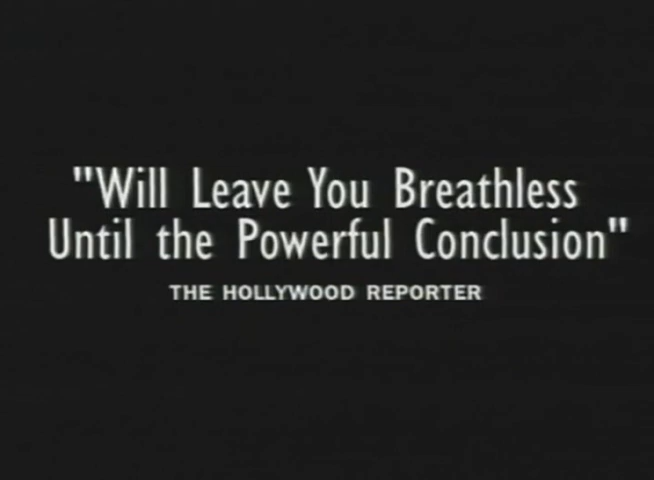 "Will Leave You Breathless
Until the Powerful Conclusion"
THE HOLLYWOOD REPORTER